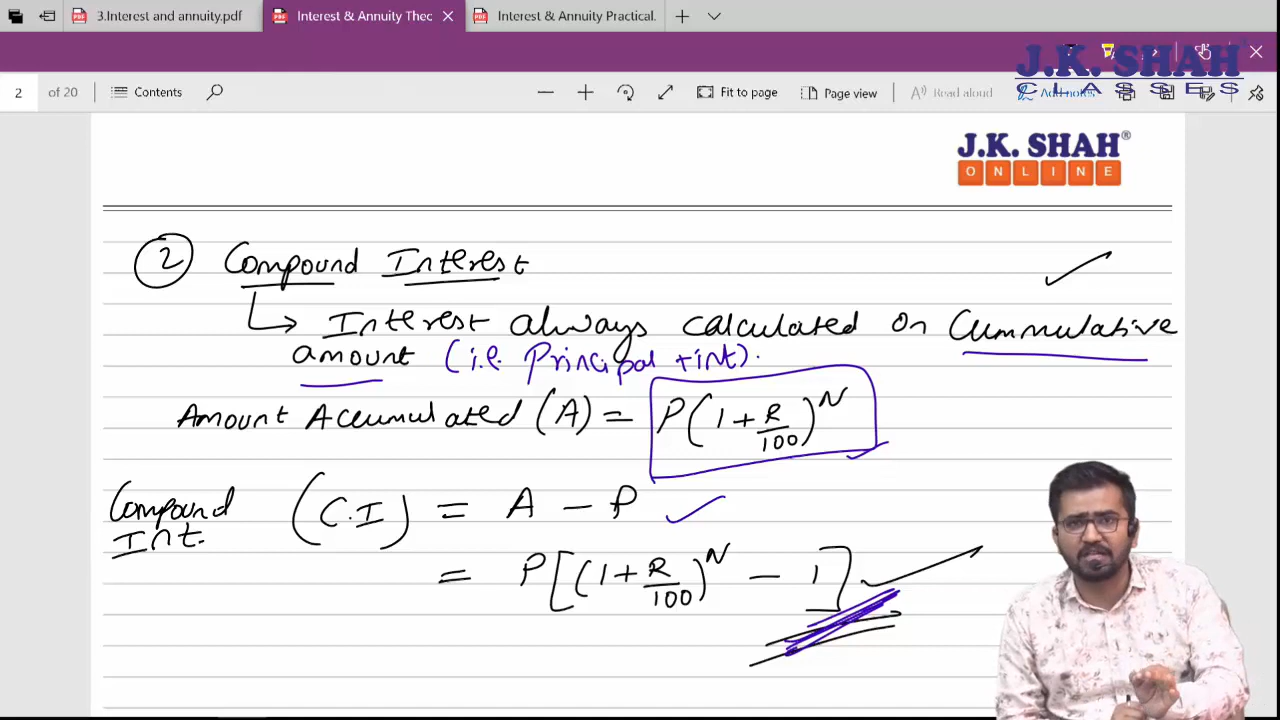 3.Interest and annuity.pdf
Interest & Annuity Theo
Interest & Annuity Practical.
J.K. SHAH
CLASSES
2 of 20
Contents
Fit to page
Page view
Read aloud
Add notes
J.K. SHAH®
ONLINE
2 Compound Interest
Interest always calculated on Cummulative
amount (i.e. Principal + int).
Amount Accumulated (A) = P(1 + R/100)^N
Compound Int. (C.I) = A - P
= P[(1 + R/100)^N - 1]